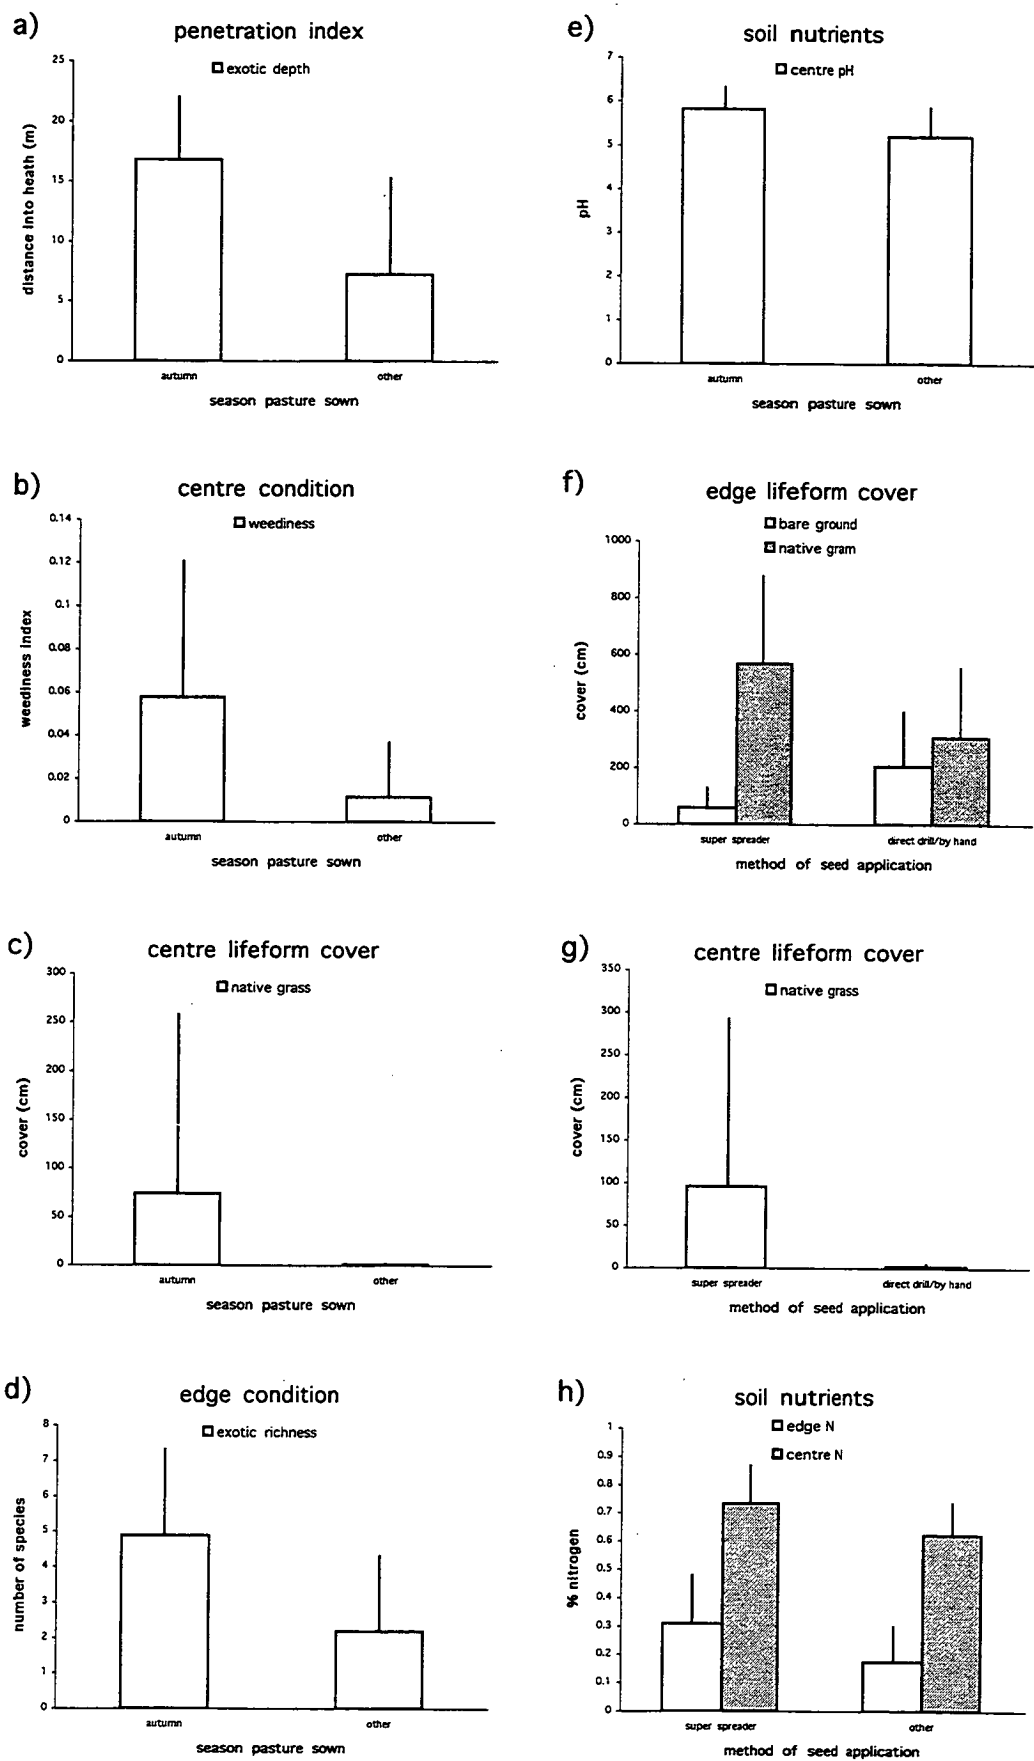 a)
penetration index
exotic depth
25
20
15
10
5
0
distance into heath (m)
autumn other
season pasture sown
b)
centre condition
weediness
0.14
0.12
0.1
0.08
0.06
0.04
0.02
0
weediness index
autumn other
season pasture sown
c)
centre lifeform cover
native grass
300
250
200
150
100
50
0
cover (cm)
autumn other
season pasture sown
d)
edge condition
exotic richness
8
7
6
5
4
3
2
1
0
number of species
autumn other
season pasture sown
e)
soil nutrients
centre pH
7
6
5
4
3
2
1
0
pH
autumn other
season pasture sown
f)
edge lifeform cover
bare ground
native gram
1000
800
600
400
200
0
cover (cm)
super spreader direct drill/by hand
method of seed application
g)
centre lifeform cover
native grass
350
300
250
200
150
100
50
0
cover (cm)
super spreader direct drill/by hand
method of seed application
h)
soil nutrients
edge N
centre N
1
0.9
0.8
0.7
0.6
0.5
0.4
0.3
0.2
0.1
0
% nitrogen
super spreader other
method of seed application